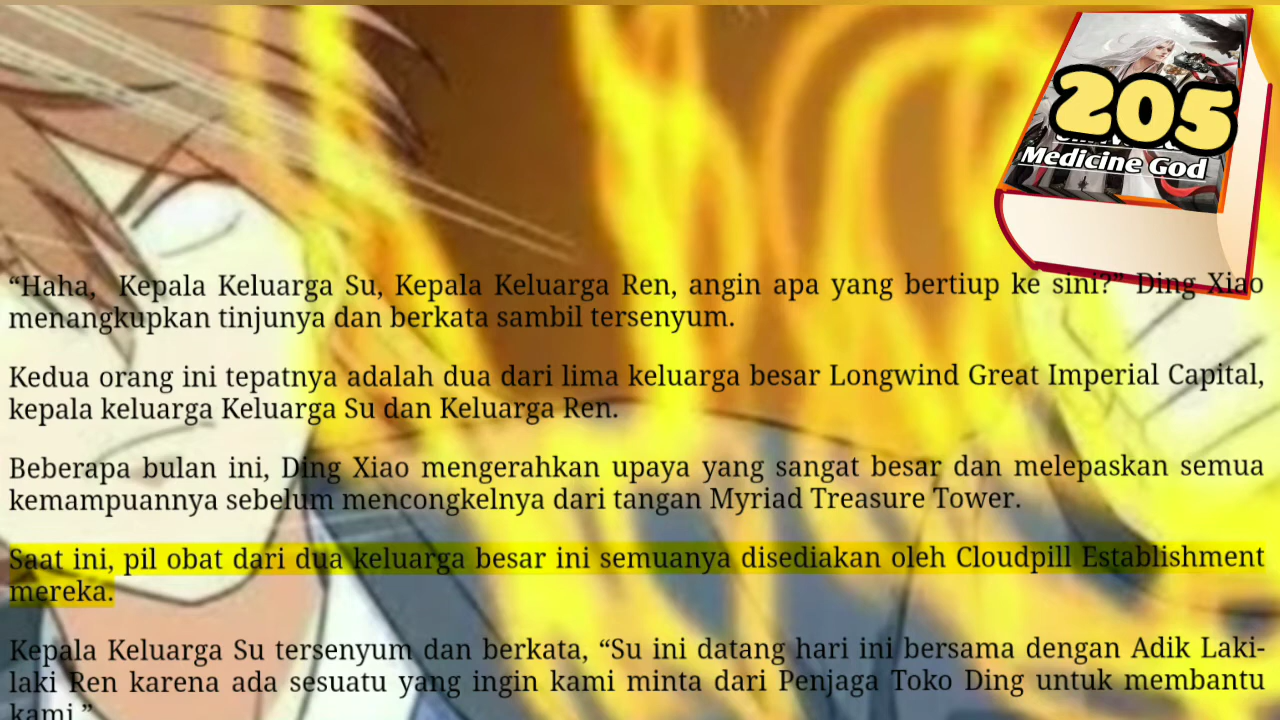 205
Medicine God
“Haha, Kepala Keluarga Su, Kepala Keluarga Ren, angin apa yang bertiup ke sini?” Ding Xiao
menangkupkan tinjunya dan berkata sambil tersenyum.
Kedua orang ini tepatnya adalah dua dari lima keluarga besar Longwind Great Imperial Capital,
kepala keluarga Keluarga Su dan Keluarga Ren.
Beberapa bulan ini, Ding Xiao mengerahkan upaya yang sangat besar dan melepaskan semua
kemampuannya sebelum mencongkelnya dari tangan Myriad Treasure Tower.
Saat ini, pil obat dari dua keluarga besar ini semuanya disediakan oleh Cloudpill Establishment
mereka.
Kepala Keluarga Su tersenyum dan berkata, “Su ini datang hari ini bersama dengan Adik Laki-
laki Ren karena ada sesuatu yang ingin kami minta dari Penjaga Toko Ding untuk membantu
kami.”